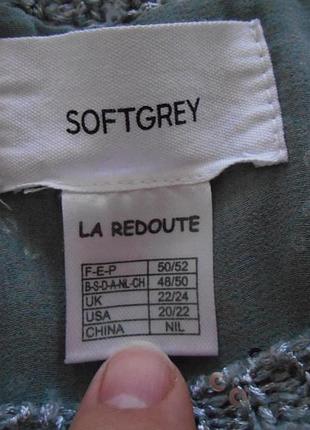 SOFTGREY
LA REDOUTE
F-E-P 50/52
B-S-D-A-NL-CH 48/50
UK 22/24
USA 20/22
CHINA NIL